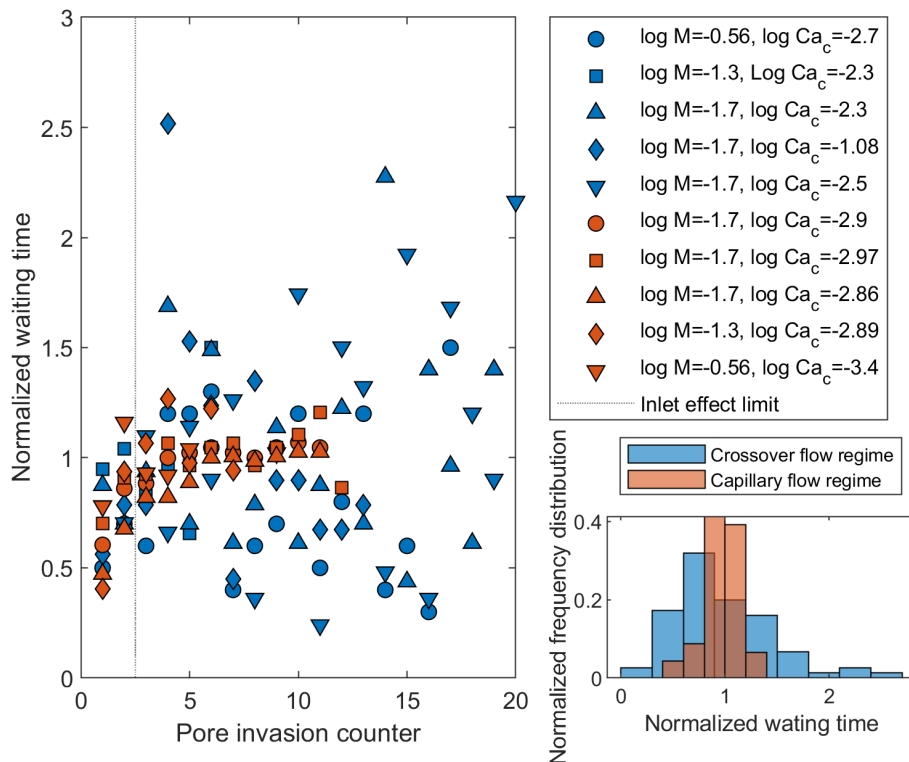 3
2.5
2
1.5
1
0.5
0
0
5
10
15
20
Normalized waiting time
Pore invasion counter
log M=-0.56, log Ca_c=-2.7
log M=-1.3, Log Ca_c=-2.3
log M=-1.7, log Ca_c=-2.3
log M=-1.7, log Ca_c=-1.08
log M=-1.7, log Ca_c=-2.5
log M=-1.7, log Ca_c=-2.9
log M=-1.7, log Ca_c=-2.97
log M=-1.7, log Ca_c=-2.86
log M=-1.3, log Ca_c=-2.89
log M=-0.56, log Ca_c=-3.4
Inlet effect limit
Crossover flow regime
Capillary flow regime
Normalized frequency distribution
0.4
0.2
0
0
1
2
Normalized wating time